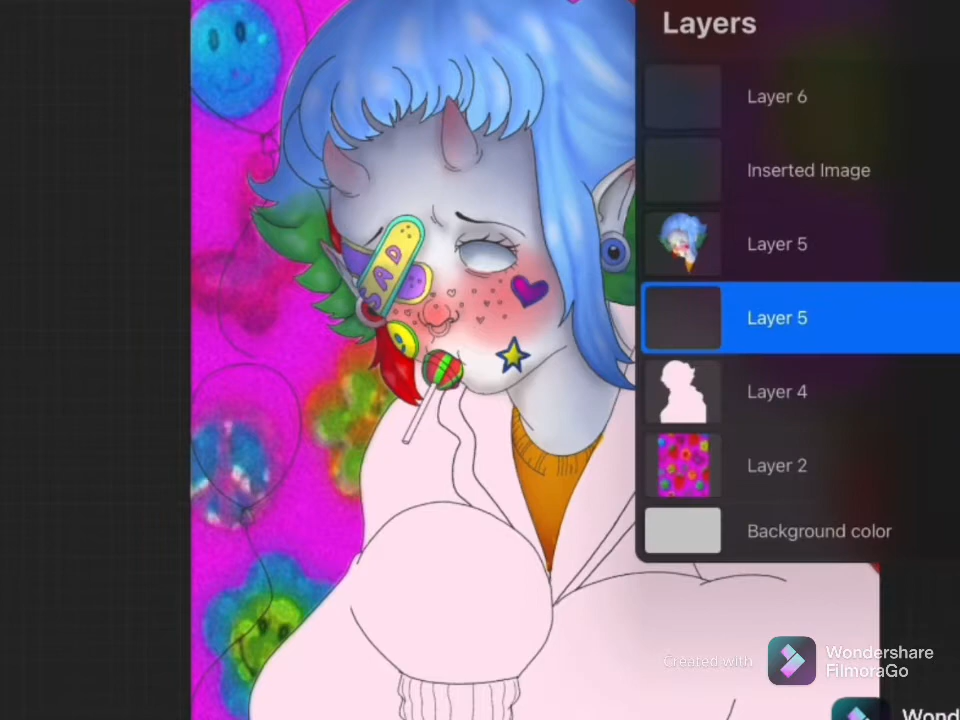 Layers
Layer 6
Inserted Image
Layer 5
Layer 5
Layer 4
Layer 2
Background color
SAD
Created with
Wondershare
FilmoraGo
Wond